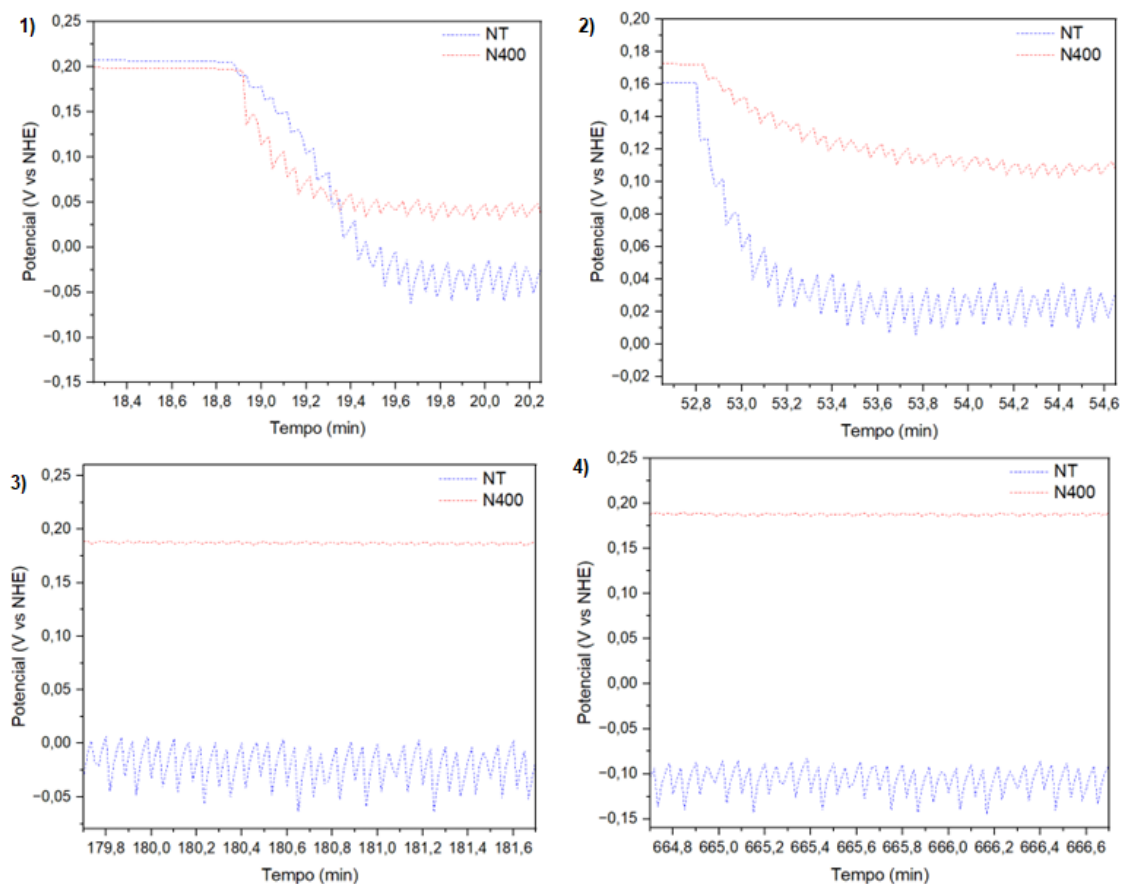 1)
NT
N400
0,25
0,20
0,15
0,10
0,05
0,00
−0,05
−0,10
−0,15
Potencial (V vs NHE)
18,4 18,6 18,8 19,0 19,2 19,4 19,6 19,8 20,0 20,2
Tempo (min)
2)
NT
N400
0,20
0,18
0,16
0,14
0,12
0,10
0,08
0,06
0,04
0,02
0,00
−0,02
Potencial (V vs NHE)
52,8 53,0 53,2 53,4 53,6 53,8 54,0 54,2 54,4 54,6
Tempo (min)
3)
NT
N400
0,25
0,20
0,15
0,10
0,05
0,00
−0,05
Potencial (V vs NHE)
179,8 180,0 180,2 180,4 180,6 180,8 181,0 181,2 181,4 181,6
Tempo (min)
4)
NT
N400
0,25
0,20
0,15
0,10
0,05
0,00
−0,05
−0,10
−0,15
Potencial (V vs NHE)
664,8 665,0 665,2 665,4 665,6 665,8 666,0 666,2 666,4 666,6
Tempo (min)